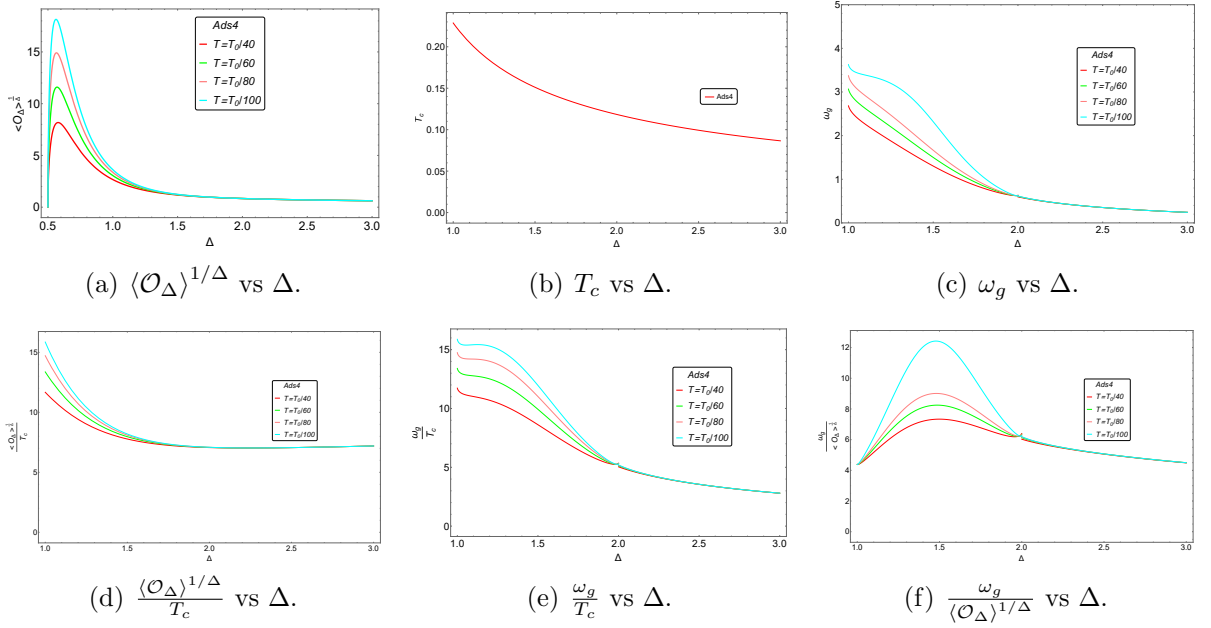 Ads4
T=T₀/40
T=T₀/60
T=T₀/80
T=T₀/100
<O_Δ>^{1/Δ}
15
10
5
0
0.5 1.0 1.5 2.0 2.5 3.0
Δ
(a) ⟨𝒪_Δ⟩^{1/Δ} vs Δ.
Ads4
T_c
0.20
0.15
0.10
0.05
0.00
1.0 1.5 2.0 2.5 3.0
Δ
(b) T_c vs Δ.
Ads4
T=T₀/40
T=T₀/60
T=T₀/80
T=T₀/100
ω_g
5
4
3
2
1
0
1.0 1.5 2.0 2.5 3.0
Δ
(c) ω_g vs Δ.
Ads4
T=T₀/40
T=T₀/60
T=T₀/80
T=T₀/100
<O_Δ>^{1/Δ}
T_c
15
10
5
0
1.0 1.5 2.0 2.5 3.0
Δ
(d) ⟨𝒪_Δ⟩^{1/Δ}/T_c vs Δ.
Ads4
T=T₀/40
T=T₀/60
T=T₀/80
T=T₀/100
ω_g
T_c
15
10
5
0
1.0 1.5 2.0 2.5 3.0
Δ
(e) ω_g/T_c vs Δ.
Ads4
T=T₀/40
T=T₀/60
T=T₀/80
T=T₀/100
ω_g
<O_Δ>^{1/Δ}
12
10
8
6
4
2
0
1.0 1.5 2.0 2.5 3.0
Δ
(f) ω_g/⟨𝒪_Δ⟩^{1/Δ} vs Δ.